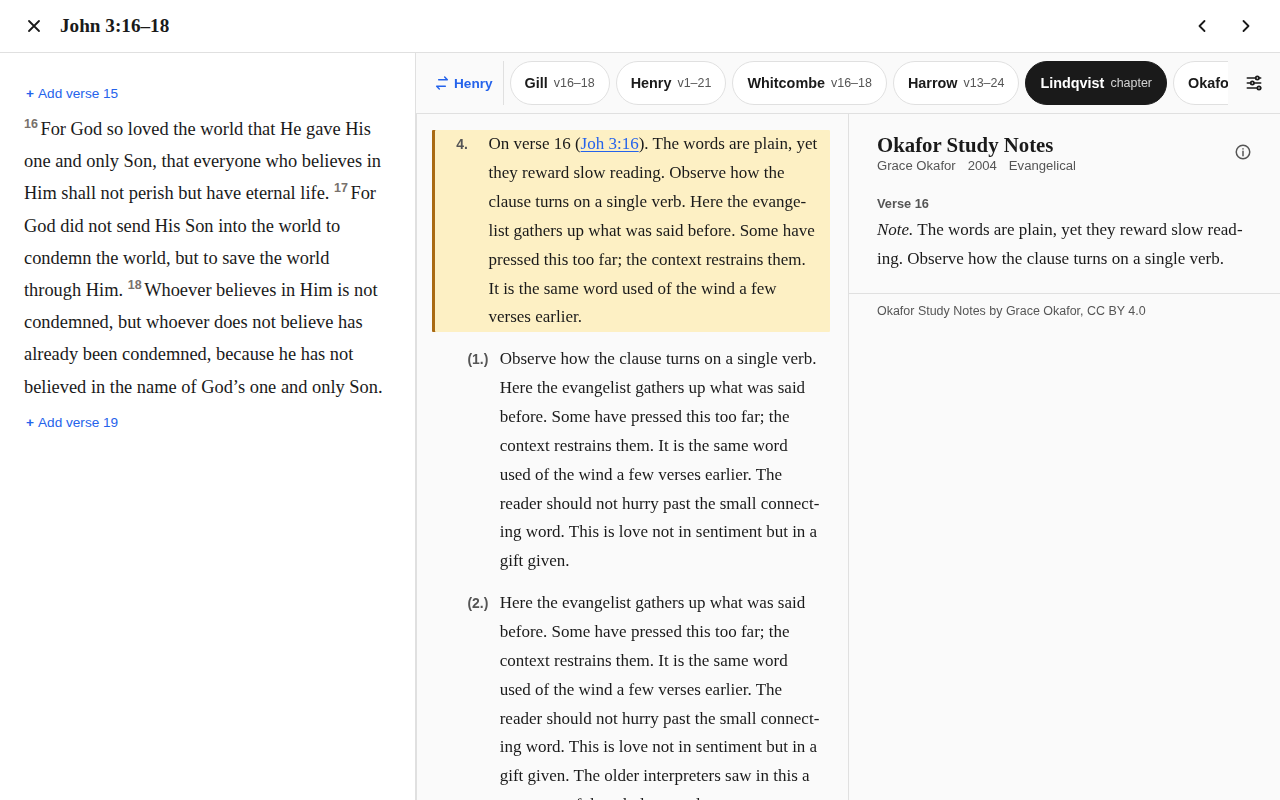 John 3:16–18
+ Add verse 15
16 For God so loved the world that He gave His
one and only Son, that everyone who believes in
Him shall not perish but have eternal life. 17 For
God did not send His Son into the world to
condemn the world, but to save the world
through Him. 18 Whoever believes in Him is not
condemned, but whoever does not believe has
already been condemned, because he has not
believed in the name of God’s one and only Son.
+ Add verse 19
Henry
Gill v16–18
Henry v1–21
Whitcombe v16–18
Harrow v13–24
Lindqvist chapter
Okafo
4. On verse 16 (Joh 3:16). The words are plain, yet
they reward slow reading. Observe how the
clause turns on a single verb. Here the evange-
list gathers up what was said before. Some have
pressed this too far; the context restrains them.
It is the same word used of the wind a few
verses earlier.
(1.) Observe how the clause turns on a single verb.
Here the evangelist gathers up what was said
before. Some have pressed this too far; the
context restrains them. It is the same word
used of the wind a few verses earlier. The
reader should not hurry past the small connect-
ing word. This is love not in sentiment but in a
gift given.
(2.) Here the evangelist gathers up what was said
before. Some have pressed this too far; the
context restrains them. It is the same word
used of the wind a few verses earlier. The
reader should not hurry past the small connect-
ing word. This is love not in sentiment but in a
gift given. The older interpreters saw in this a
Okafor Study Notes
Grace Okafor 2004 Evangelical
Verse 16
Note. The words are plain, yet they reward slow read-
ing. Observe how the clause turns on a single verb.
Okafor Study Notes by Grace Okafor, CC BY 4.0